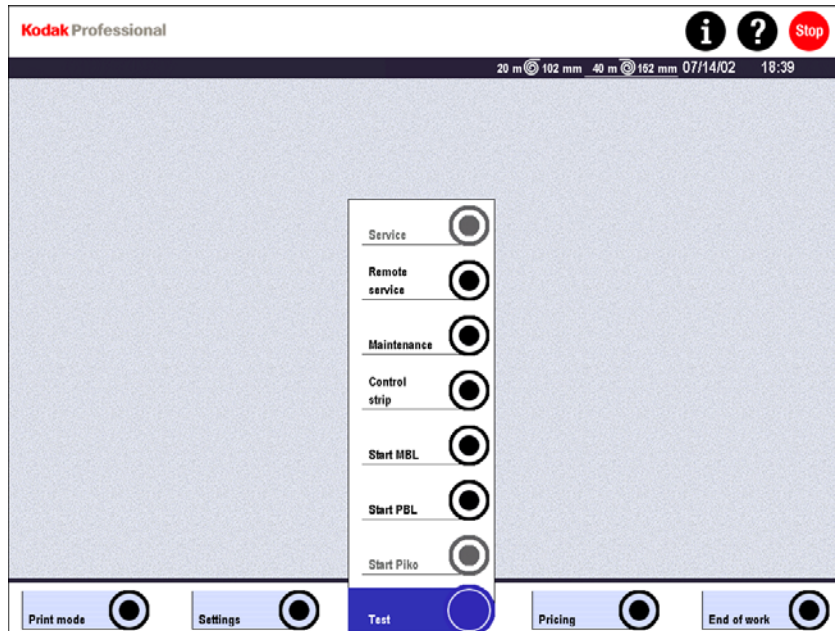 Kodak Professional
i ? Stop
20 m 102 mm 40 m 152 mm 07/14/02 18:39
Service
Remote
service
Maintenance
Control
strip
Start MBL
Start PBL
Start Piko
Print mode Settings Test Pricing End of work